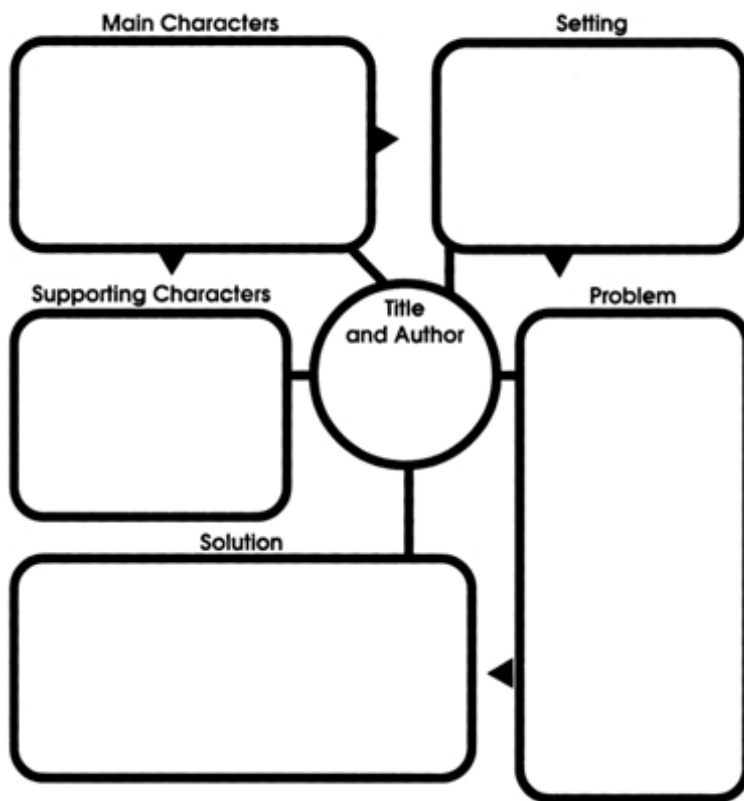 Main Characters
Setting
Title
and Author
Supporting Characters
Problem
Solution